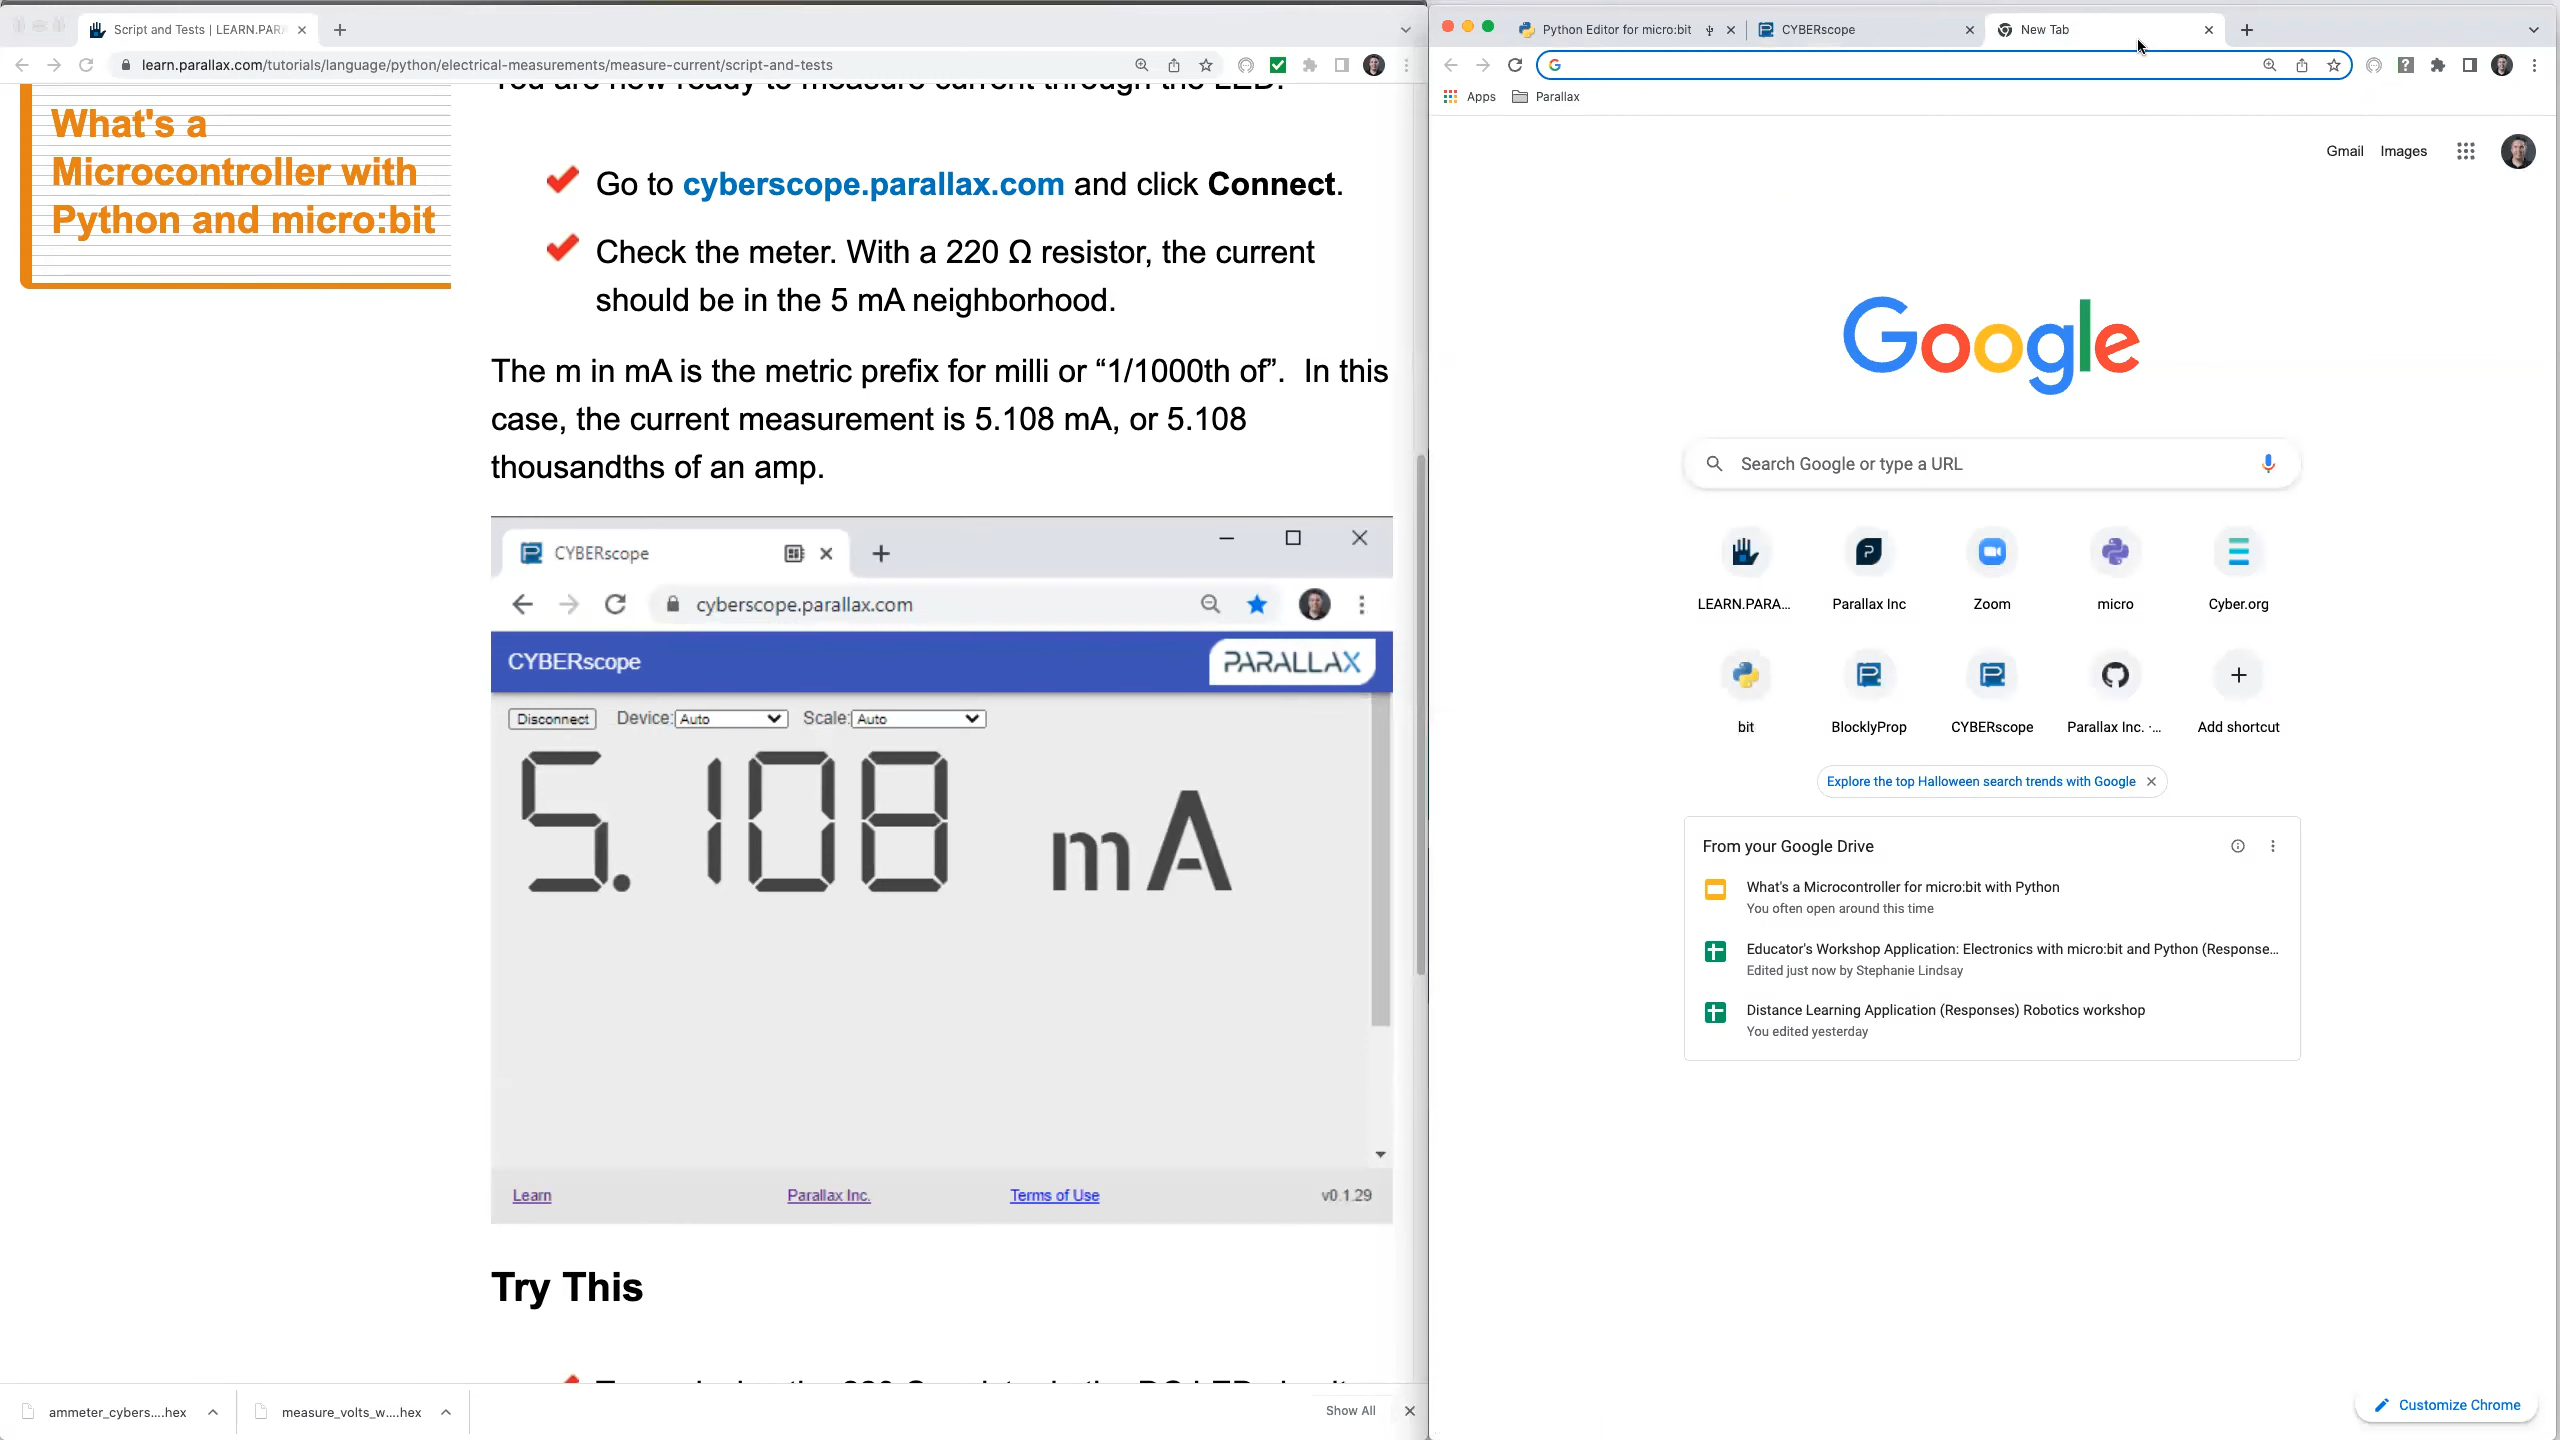 Script and Tests | LEARN.PAR
learn.parallax.com/tutorials/language/python/electrical-measurements/measure-current/script-and-tests
What's a
Microcontroller with
Python and micro:bit
You are now ready to measure current through the LED.
Go to cyberscope.parallax.com and click Connect.
Check the meter. With a 220 Ω resistor, the current
should be in the 5 mA neighborhood.
The m in mA is the metric prefix for milli or “1/1000th of”.  In this
case, the current measurement is 5.108 mA, or 5.108
thousandths of an amp.
CYBERscope
cyberscope.parallax.com
CYBERscope
PARALLAX
Disconnect Device: Auto Scale: Auto
5.108 mA
Learn Parallax Inc. Terms of Use v0.1.29
Try This
ammeter_cybers....hex
measure_volts_w....hex
Show All
Python Editor for micro:bit
CYBERscope
New Tab
Apps
Parallax
Gmail Images
Google
Search Google or type a URL
LEARN.PARA...
Parallax Inc
Zoom
micro
Cyber.org
bit
BlocklyProp
CYBERscope
Parallax Inc. ·...
Add shortcut
Explore the top Halloween search trends with Google
From your Google Drive
What's a Microcontroller for micro:bit with Python
You often open around this time
Educator's Workshop Application: Electronics with micro:bit and Python (Response...
Edited just now by Stephanie Lindsay
Distance Learning Application (Responses) Robotics workshop
You edited yesterday
Customize Chrome